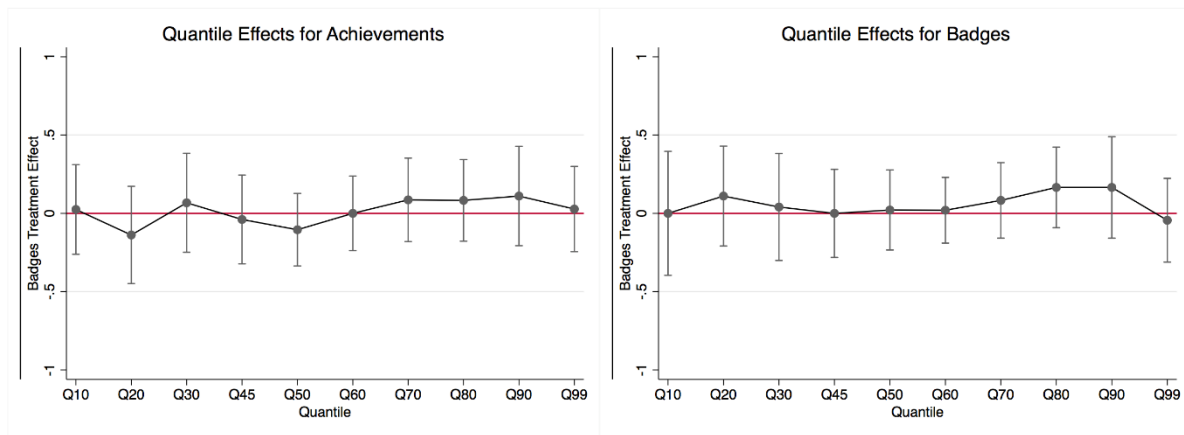 Quantile Effects for Achievements
Badges Treatment Effect
1
.5
0
-.5
-1
Q10 Q20 Q30 Q45 Q50 Q60 Q70 Q80 Q90 Q99
Quantile
Quantile Effects for Badges
Badges Treatment Effect
1
.5
0
-.5
-1
Q10 Q20 Q30 Q45 Q50 Q60 Q70 Q80 Q90 Q99
Quantile